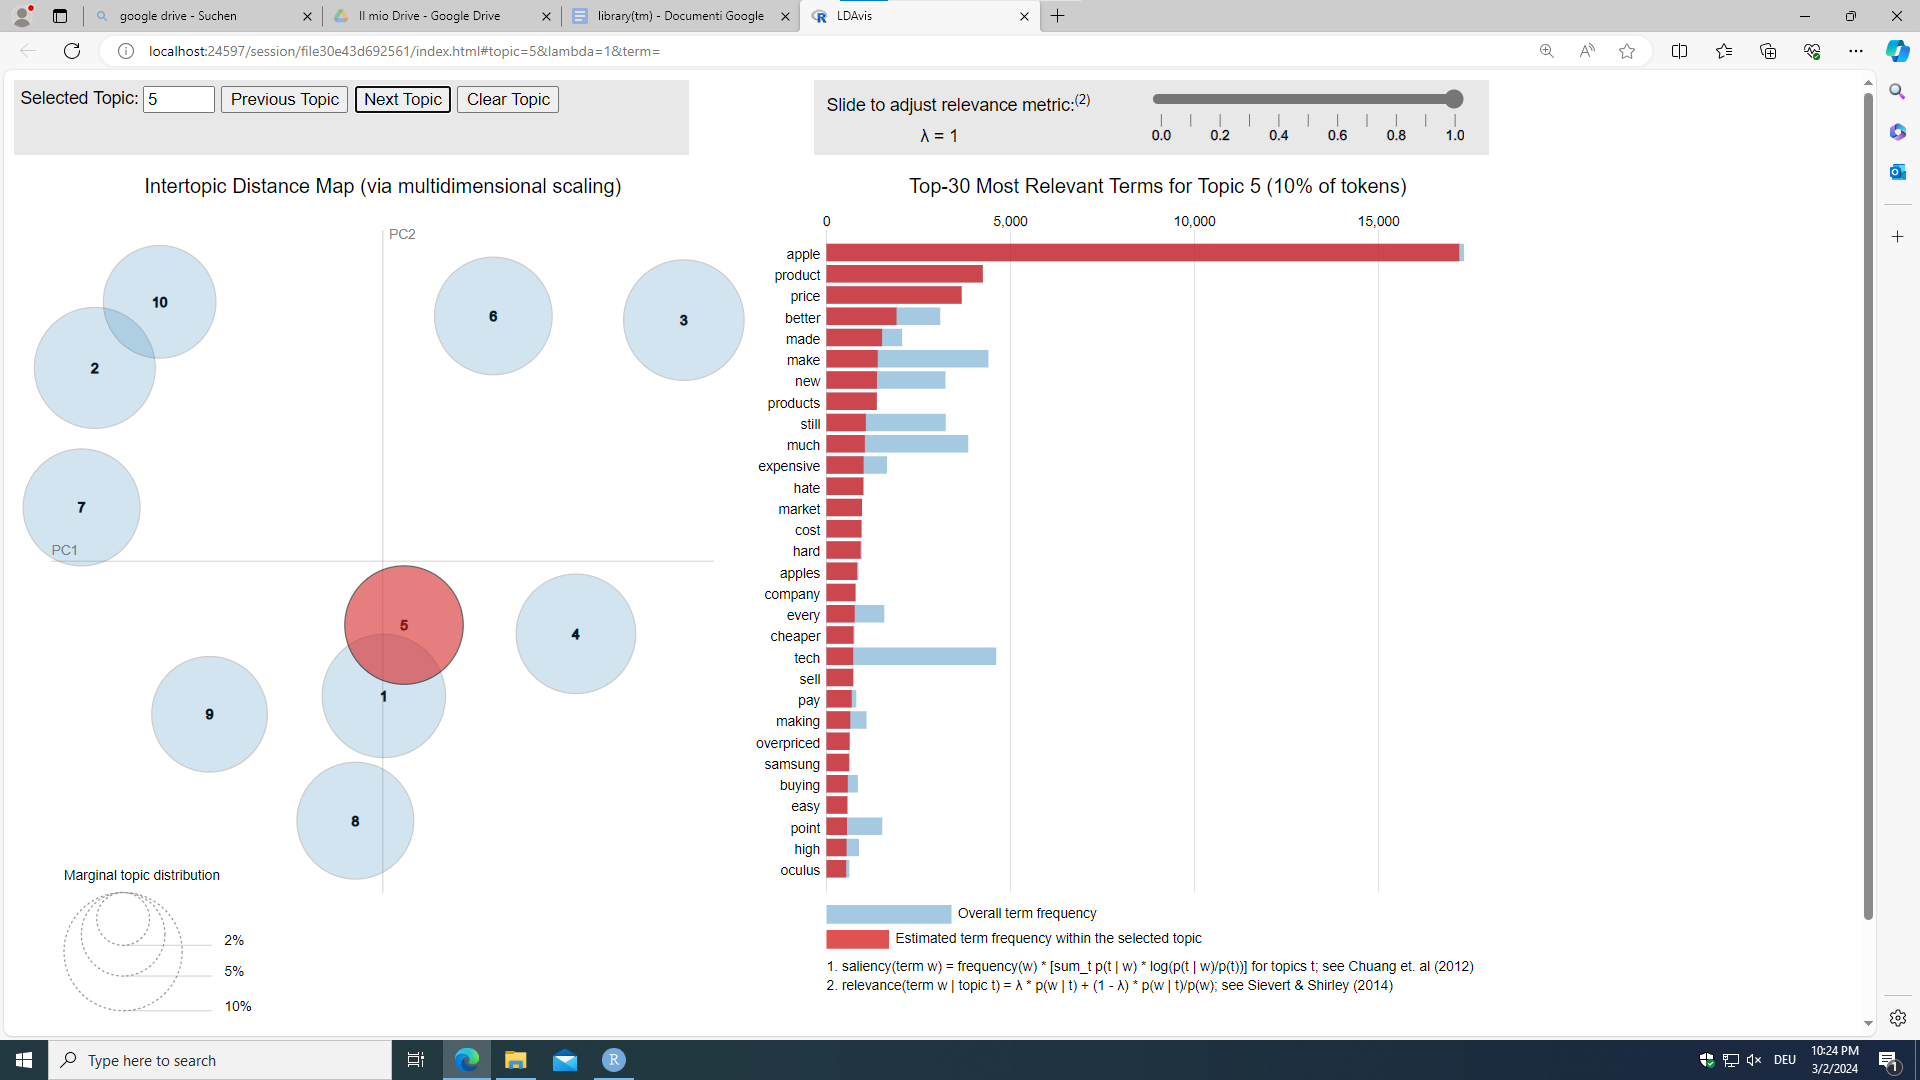 google drive - Suchen
Il mio Drive - Google Drive
library(tm) - Documenti Google
LDAvis
localhost:24597/session/file30e43d692561/index.html#topic=5&lambda=1&term=
Selected Topic: 5 Previous Topic Next Topic Clear Topic
Slide to adjust relevance metric:(2)
λ = 1
0.0 0.2 0.4 0.6 0.8 1.0
Intertopic Distance Map (via multidimensional scaling)
PC2
PC1
10
2
7
6
3
5
4
1
9
8
Marginal topic distribution
2%
5%
10%
Top-30 Most Relevant Terms for Topic 5 (10% of tokens)
0 5,000 10,000 15,000
apple
product
price
better
made
make
new
products
still
much
expensive
hate
market
cost
hard
apples
company
every
cheaper
tech
sell
pay
making
overpriced
samsung
buying
easy
point
high
oculus
Overall term frequency
Estimated term frequency within the selected topic
1. saliency(term w) = frequency(w) * [sum_t p(t | w) * log(p(t | w)/p(t))] for topics t; see Chuang et. al (2012)
2. relevance(term w | topic t) = λ * p(w | t) + (1 - λ) * p(w | t)/p(w); see Sievert & Shirley (2014)
Type here to search
R
DEU
10:24 PM
3/2/2024
1